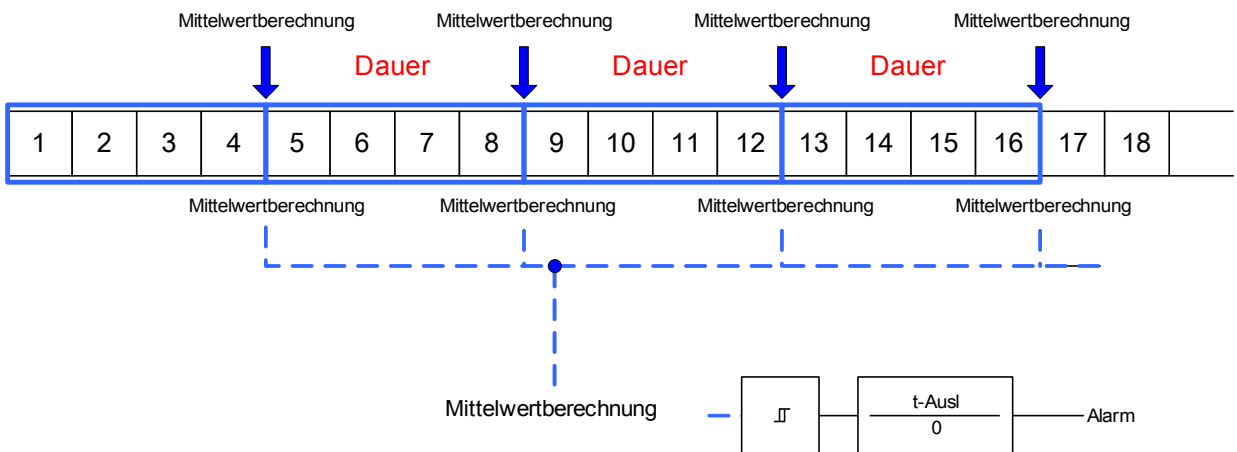 Mittelwertberechnung Mittelwertberechnung Mittelwertberechnung Mittelwertberechnung
Dauer Dauer Dauer
1 2 3 4 5 6 7 8 9 10 11 12 13 14 15 16 17 18
Mittelwertberechnung Mittelwertberechnung Mittelwertberechnung Mittelwertberechnung
Mittelwertberechnung
t-Ausl
0
Alarm